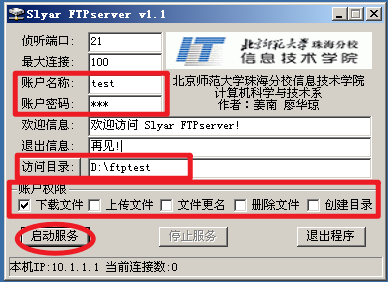 Slyar FTPserver v1.1
侦听端口: 21
最大连接: 100
账户名称: test
账户密码: ***
IT 北京师范大学珠海分校
信息技术学院
北京师范大学珠海分校信息技术学院
计算机科学与技术系
作者：姜南 廖华琼
欢迎信息: 欢迎访问 Slyar FTPserver!
退出信息: 再见!
访问目录: D:\ftptest
账户权限
下载文件 上传文件 文件更名 删除文件 创建目录
启动服务 停止服务 退出程序
本机IP:10.1.1.1 当前连接数:0